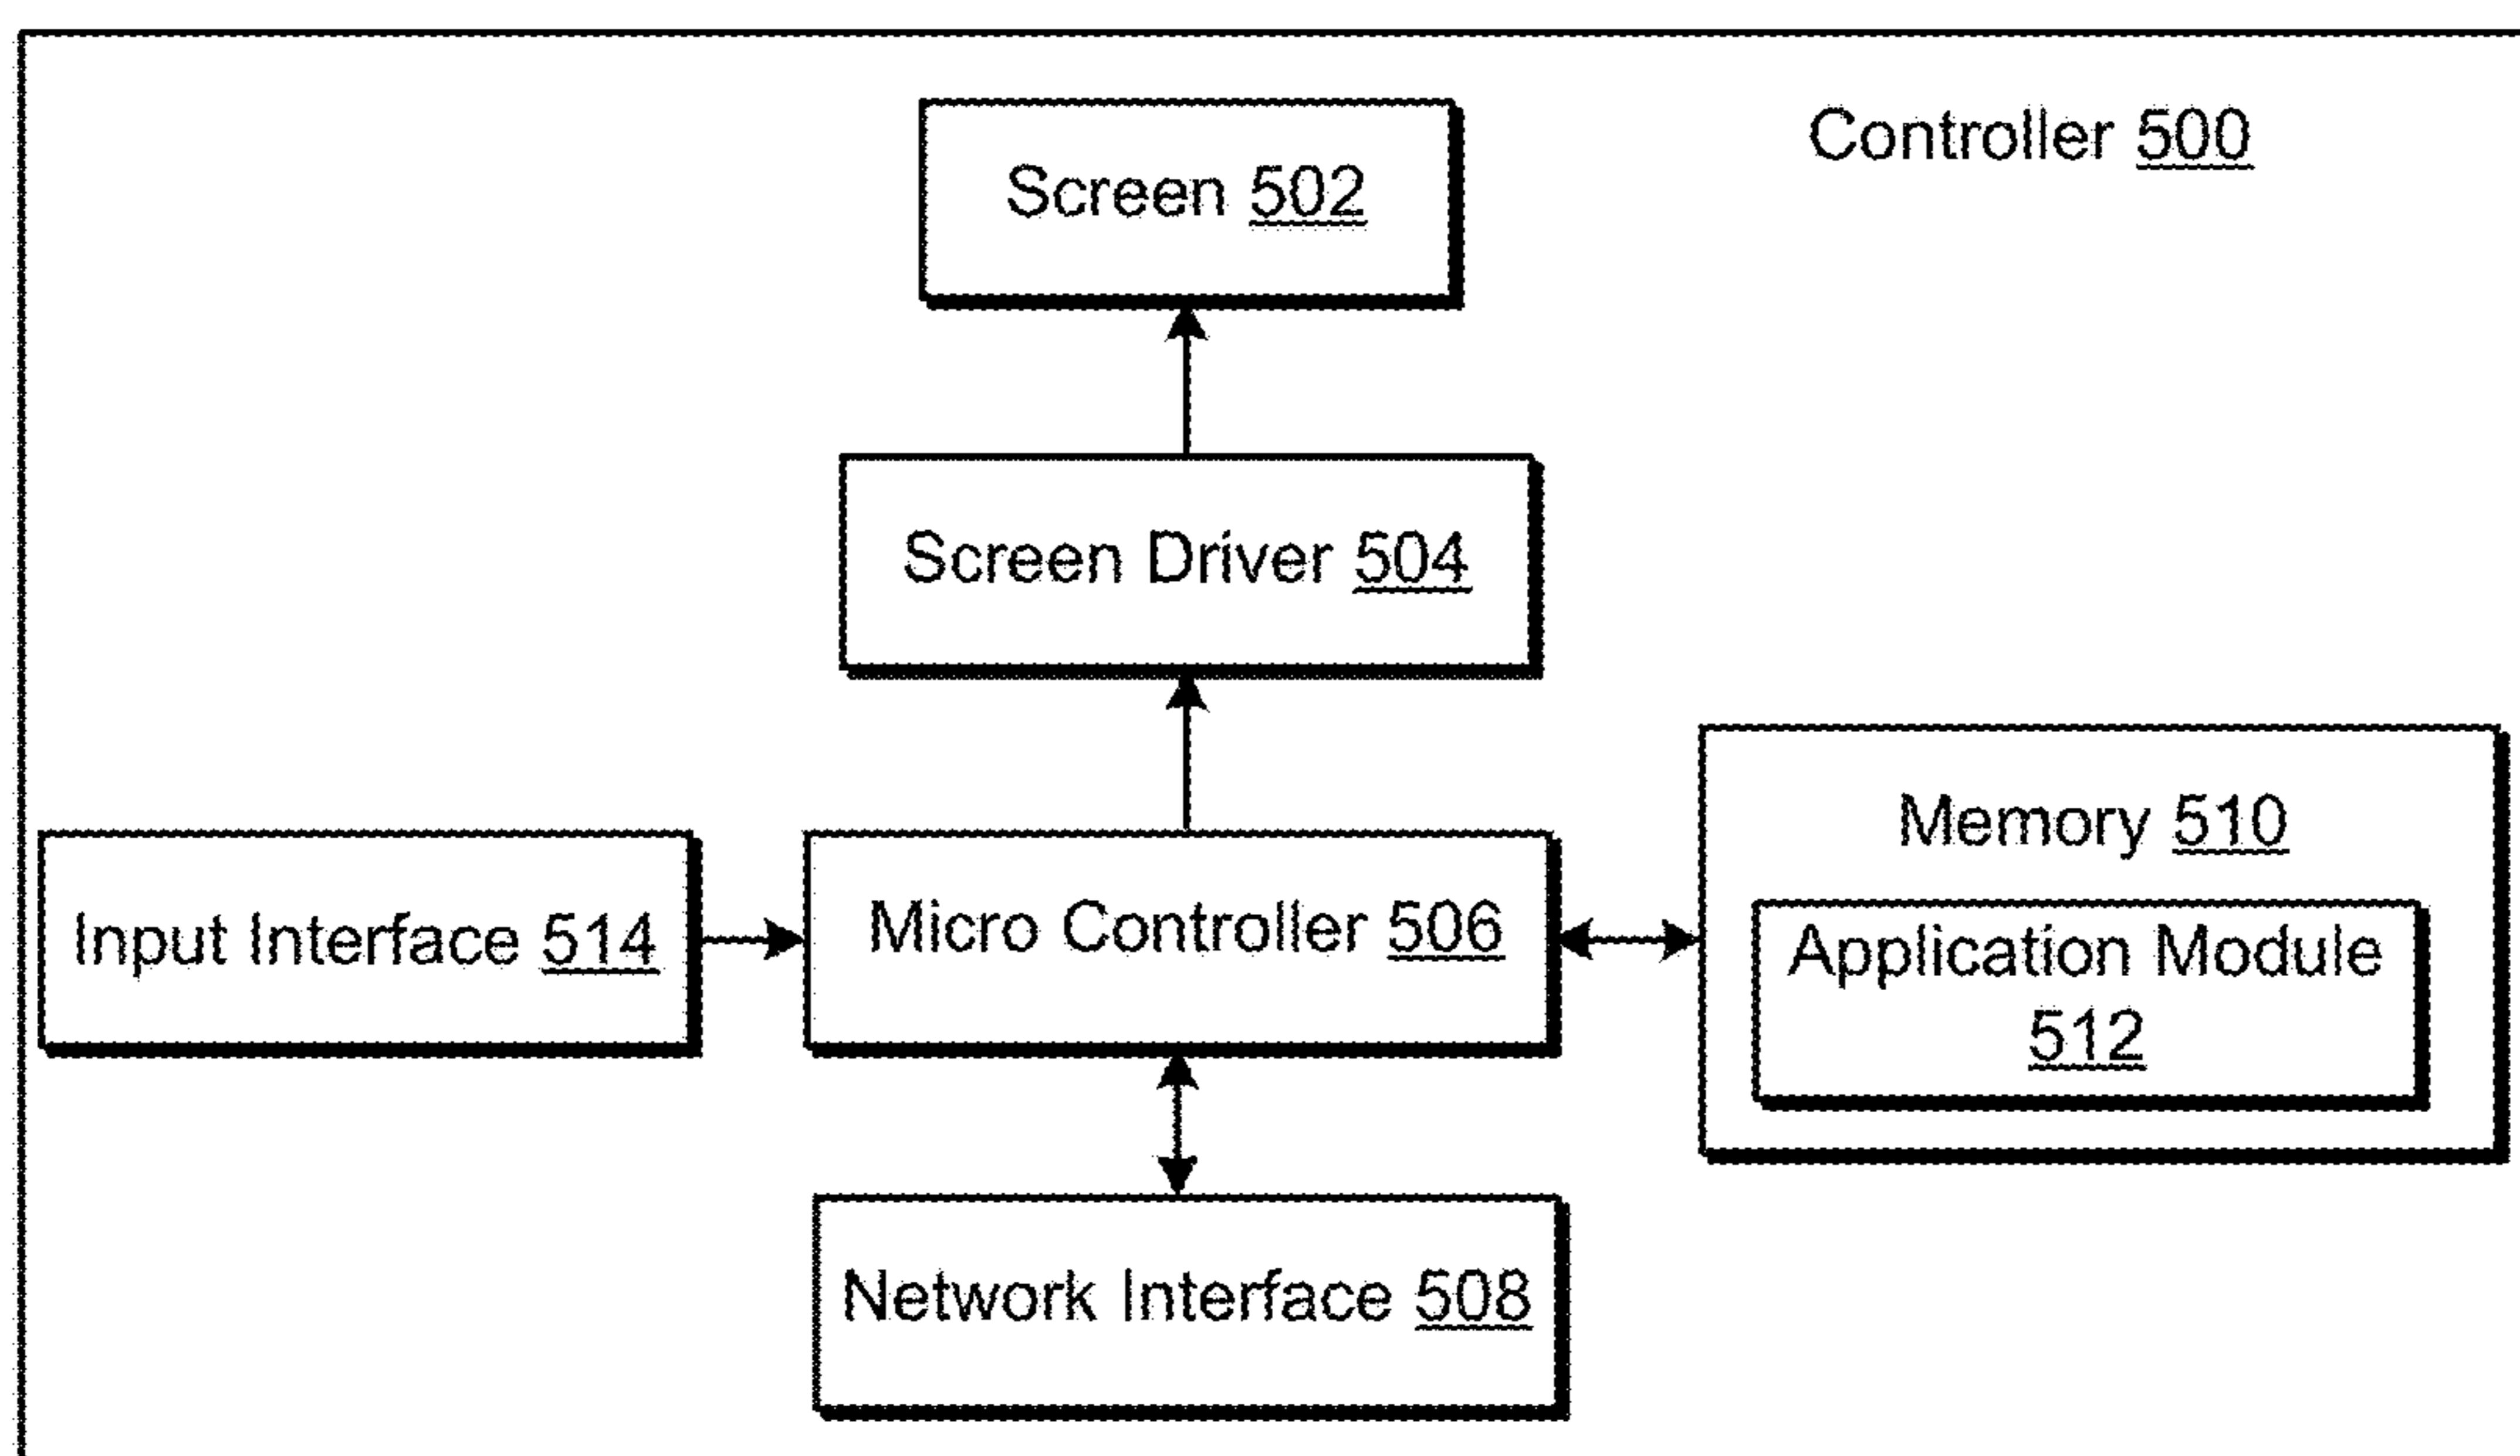 Controller 500
Screen 502
Screen Driver 504
Memory 510
Input Interface 514
Micro Controller 506
Application Module
512
Network Interface 508